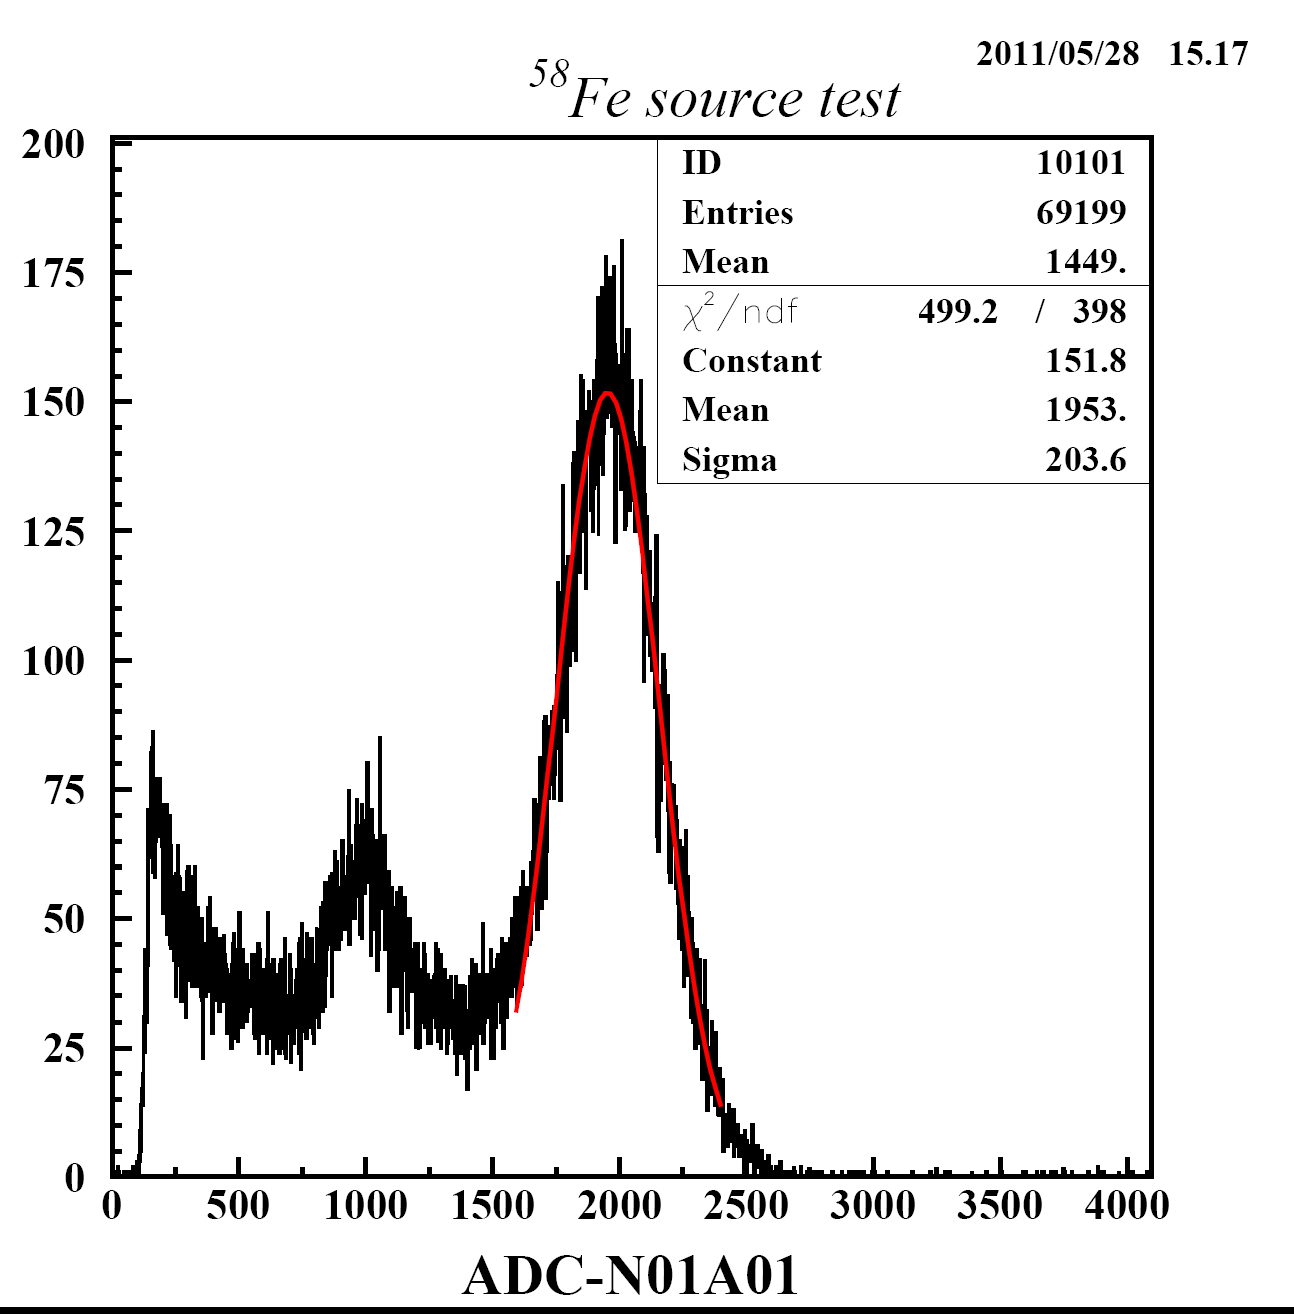 2011/05/28 15.17
⁵⁸Fe source test
ID 10101
Entries 69199
Mean 1449.
χ²/ndf 499.2 / 398
Constant 151.8
Mean 1953.
Sigma 203.6
200
175
150
125
100
75
50
25
0
0 500 1000 1500 2000 2500 3000 3500 4000
ADC-N01A01